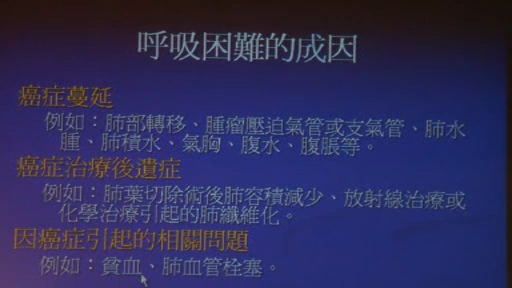 呼吸困難的成因
癌症蔓延
例如：肺部轉移、腫瘤壓迫氣管或支氣管、肺水
腫、肺積水、氣胸、腹水、腹脹等。
癌症治療後遺症
例如：肺葉切除術後肺容積減少、放射線治療或
化學治療引起的肺纖維化。
因癌症引起的相關問題
例如：貧血、肺血管栓塞。